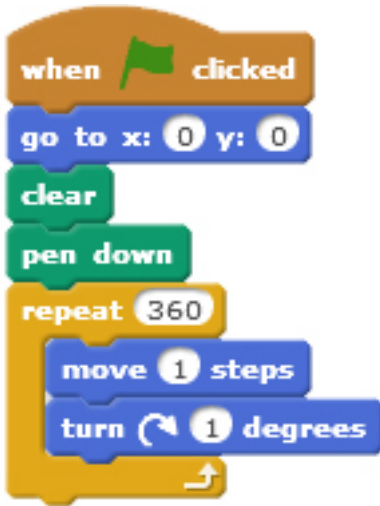 when clicked
go to x: 0 y: 0
clear
pen down
repeat 360
move 1 steps
turn 1 degrees